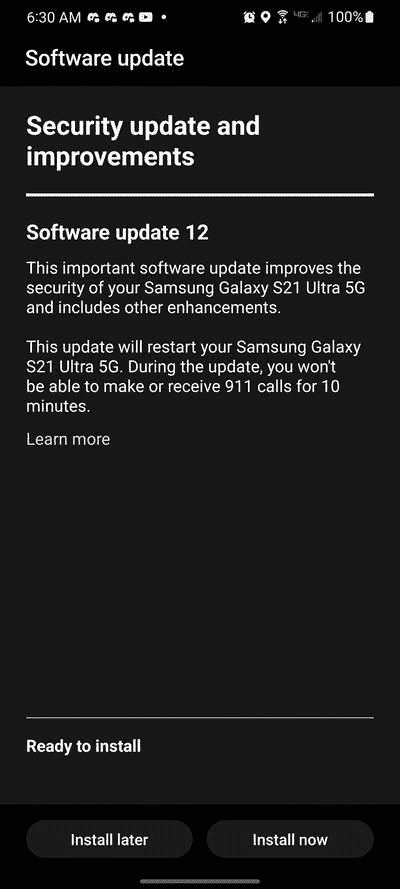 6:30 AM 4GE 100%
Software update
Security update and
improvements
Software update 12
This important software update improves the
security of your Samsung Galaxy S21 Ultra 5G
and includes other enhancements.
This update will restart your Samsung Galaxy
S21 Ultra 5G. During the update, you won't
be able to make or receive 911 calls for 10
minutes.
Learn more
Ready to install
Install later Install now